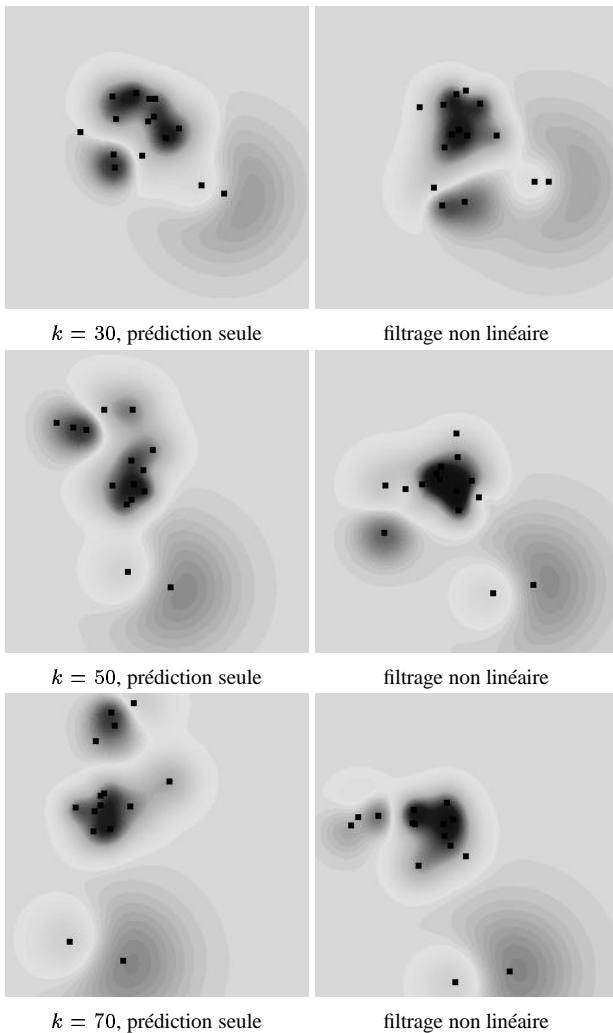 k = 30, prédiction seule
filtrage non linéaire
k = 50, prédiction seule
filtrage non linéaire
k = 70, prédiction seule
filtrage non linéaire